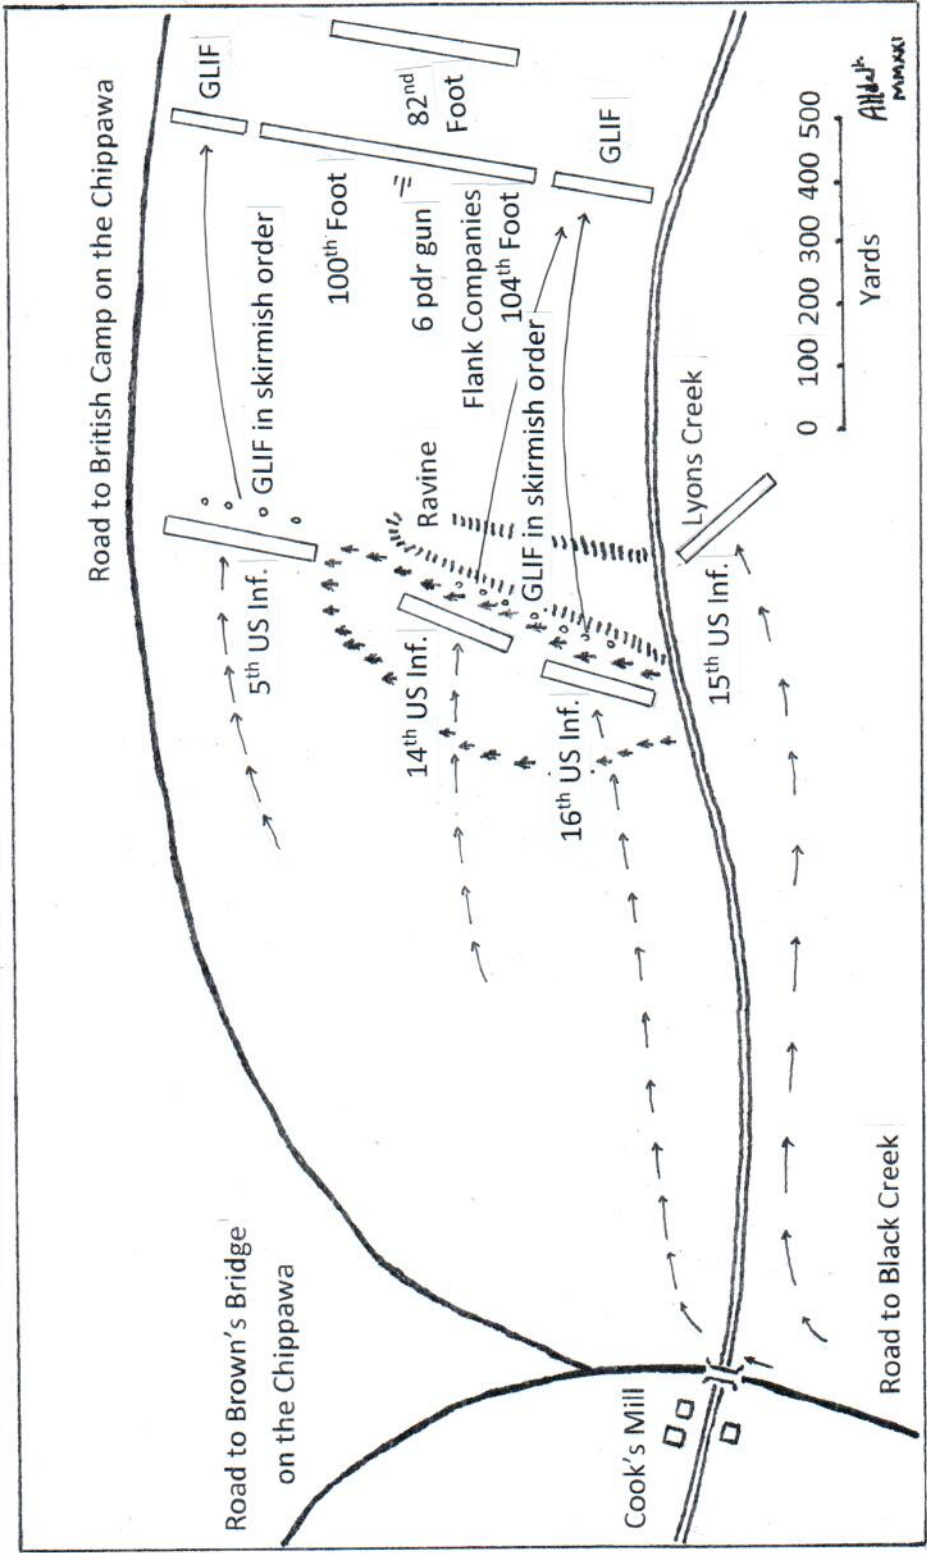 Road to British Camp on the Chippawa
GLIF
82nd
Foot
GLIF in skirmish order
100th Foot
6 pdr gun
Flank Companies
104th Foot
GLIF
5th US Inf.
Ravine
GLIF in skirmish order
14th US Inf.
16th US Inf.
Lyons Creek
15th US Inf.
0 100 200 300 400 500
Yards
MMXXI
Road to Brown's Bridge
on the Chippawa
Cook's Mill
Road to Black Creek